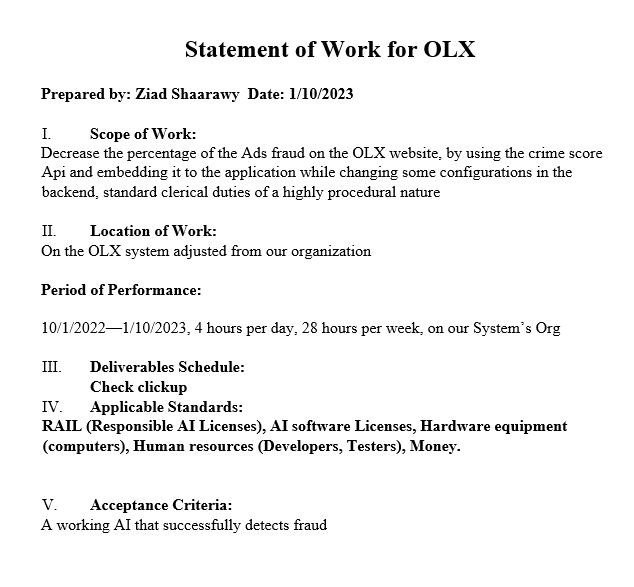 Statement of Work for OLX
Prepared by: Ziad Shaarawy  Date: 1/10/2023
I. Scope of Work:
Decrease the percentage of the Ads fraud on the OLX website, by using the crime score
Api and embedding it to the application while changing some configurations in the
backend, standard clerical duties of a highly procedural nature
II. Location of Work:
On the OLX system adjusted from our organization
Period of Performance:
10/1/2022—1/10/2023, 4 hours per day, 28 hours per week, on our System's Org
III. Deliverables Schedule:
Check clickup
IV. Applicable Standards:
RAIL (Responsible AI Licenses), AI software Licenses, Hardware equipment
(computers), Human resources (Developers, Testers), Money.
V. Acceptance Criteria:
A working AI that successfully detects fraud